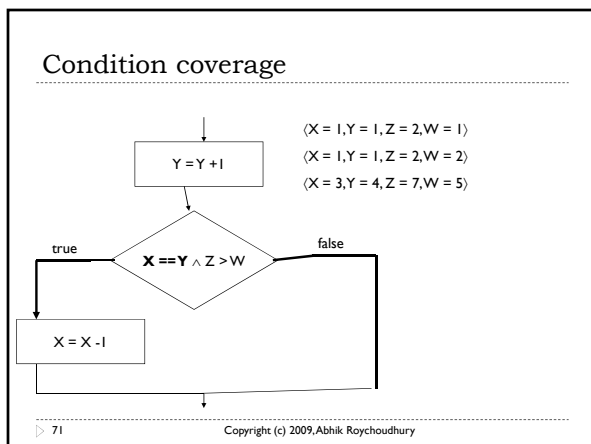 Condition coverage
⟨X = 1,Y = 1, Z = 2,W = 1⟩
Y = Y +1
⟨X = 1,Y = 1, Z = 2,W = 2⟩
⟨X = 3,Y = 4, Z = 7,W = 5⟩
true
false
X ==Y ∧ Z > W
X = X -1
71
Copyright (c) 2009, Abhik Roychoudhury